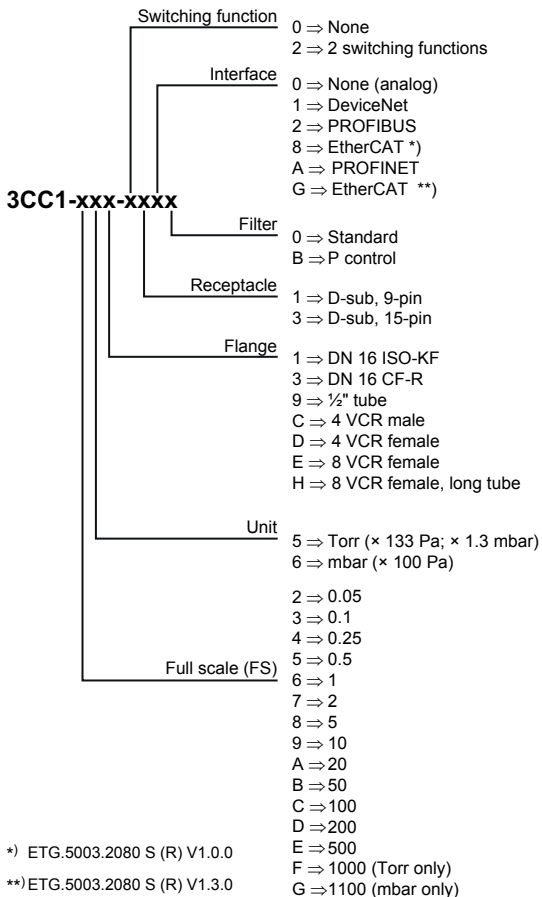 Switching function
0 ⇒ None
2 ⇒ 2 switching functions
Interface
0 ⇒ None (analog)
1 ⇒ DeviceNet
2 ⇒ PROFIBUS
8 ⇒ EtherCAT *)
A ⇒ PROFINET
G ⇒ EtherCAT **)
3CC1-xxx-xxxx
Filter
0 ⇒ Standard
B ⇒ P control
Receptacle
1 ⇒ D-sub, 9-pin
3 ⇒ D-sub, 15-pin
Flange
1 ⇒ DN 16 ISO-KF
3 ⇒ DN 16 CF-R
9 ⇒ ½" tube
C ⇒ 4 VCR male
D ⇒ 4 VCR female
E ⇒ 8 VCR female
H ⇒ 8 VCR female, long tube
Unit
5 ⇒ Torr (× 133 Pa; × 1.3 mbar)
6 ⇒ mbar (× 100 Pa)
Full scale (FS)
2 ⇒ 0.05
3 ⇒ 0.1
4 ⇒ 0.25
5 ⇒ 0.5
6 ⇒ 1
7 ⇒ 2
8 ⇒ 5
9 ⇒ 10
A ⇒ 20
B ⇒ 50
C ⇒ 100
D ⇒ 200
E ⇒ 500
F ⇒ 1000 (Torr only)
G ⇒ 1100 (mbar only)
*) ETG.5003.2080 S (R) V1.0.0
**) ETG.5003.2080 S (R) V1.3.0